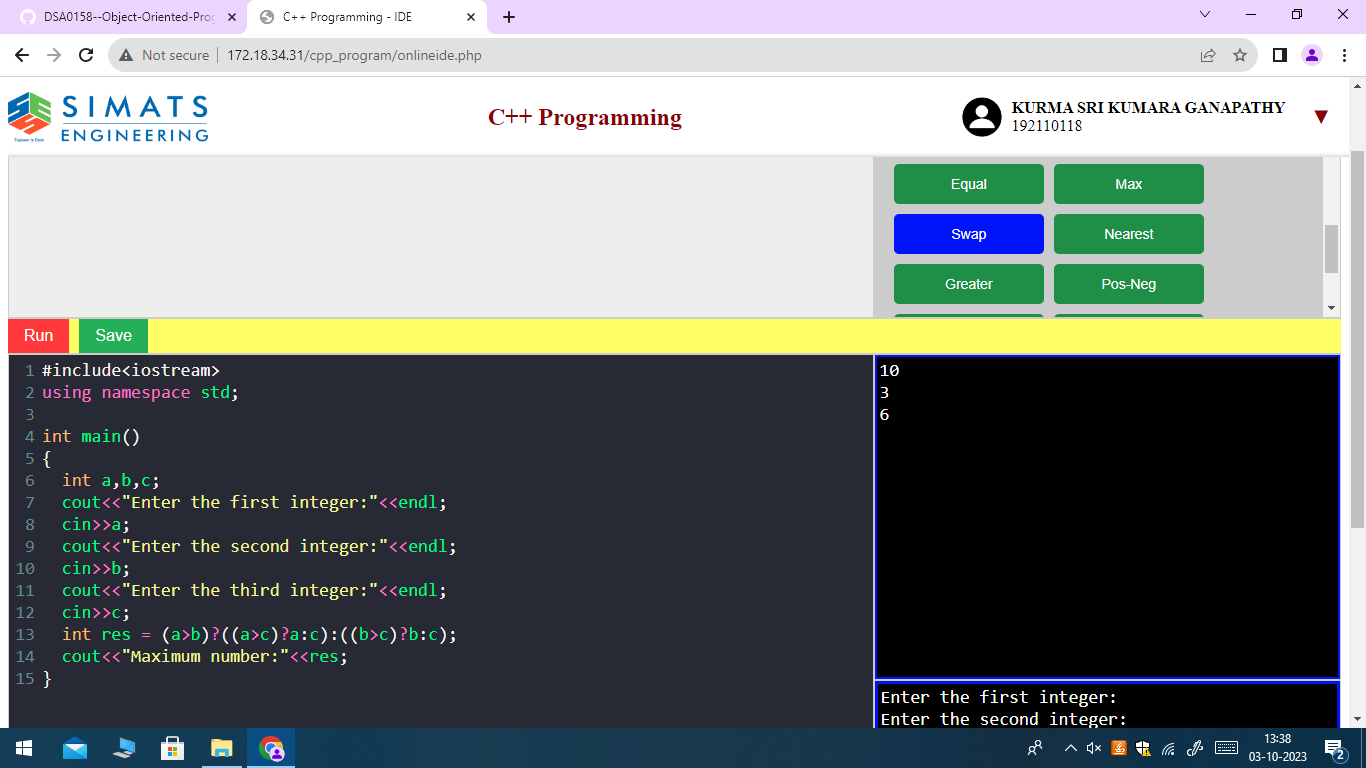 DSA0158--Object-Oriented-Prog
C++ Programming - IDE
Not secure
172.18.34.31/cpp_program/onlineide.php
SIMATS
ENGINEERING
Engineer to Excel
C++ Programming
KURMA SRI KUMARA GANAPATHY
192110118
Equal
Max
Swap
Nearest
Greater
Pos-Neg
Run
Save
1 #include<iostream>
2 using namespace std;
3
4 int main()
5 {
6   int a,b,c;
7   cout<<"Enter the first integer:"<<endl;
8   cin>>a;
9   cout<<"Enter the second integer:"<<endl;
10   cin>>b;
11   cout<<"Enter the third integer:"<<endl;
12   cin>>c;
13   int res = (a>b)?((a>c)?a:c):((b>c)?b:c);
14   cout<<"Maximum number:"<<res;
15 }
10
3
6
Enter the first integer:
Enter the second integer:
13:38
03-10-2023
2